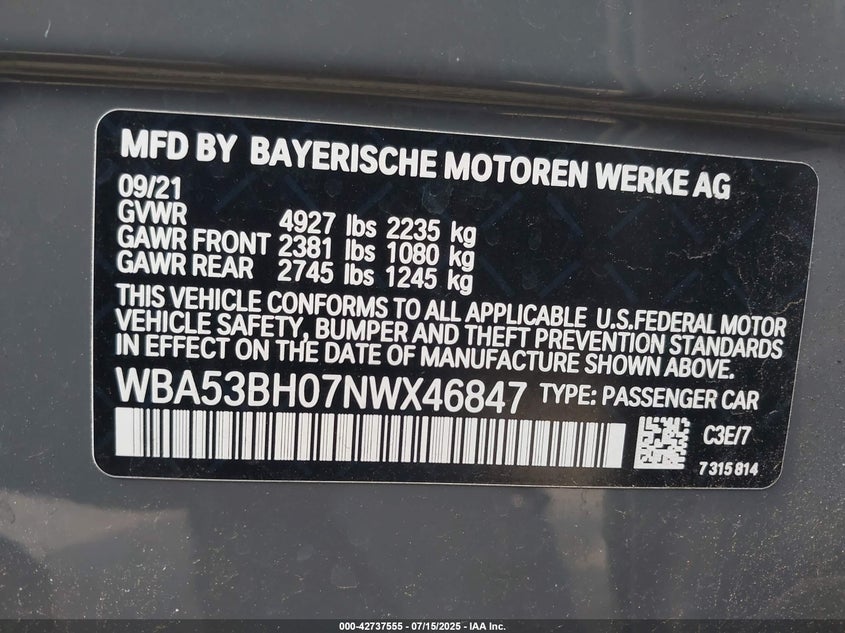 MFD BY BAYERISCHE MOTOREN WERKE AG
09/21
GVWR 4927 lbs 2235 kg
GAWR FRONT 2381 lbs 1080 kg
GAWR REAR 2745 lbs 1245 kg
THIS VEHICLE CONFORMS TO ALL APPLICABLE U.S.FEDERAL MOTOR
VEHICLE SAFETY, BUMPER AND THEFT PREVENTION STANDARDS
IN EFFECT ON THE DATE OF MANUFACTURE SHOWN ABOVE.
WBA53BH07NWX46847 TYPE: PASSENGER CAR
C3E/7
7 315 814
000-42737555 - 07/15/2025 - IAA Inc.